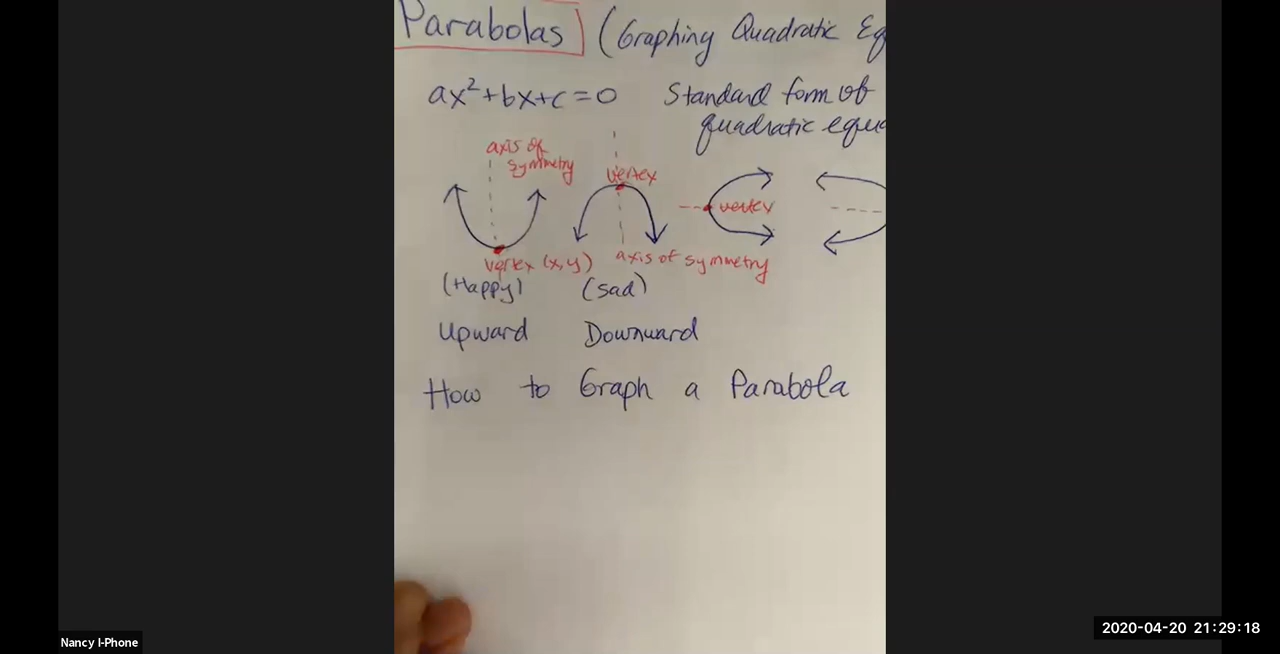 Parabolas (Graphing Quadratic Eq
ax²+bx+c=0 Standard form of
quadratic equa
axis of
symmetry
vertex
vertex
vertex (x,y) axis of symmetry
(Happy) (Sad)
Upward Downward
How to Graph a Parabola
Nancy I-Phone
2020-04-20 21:29:18